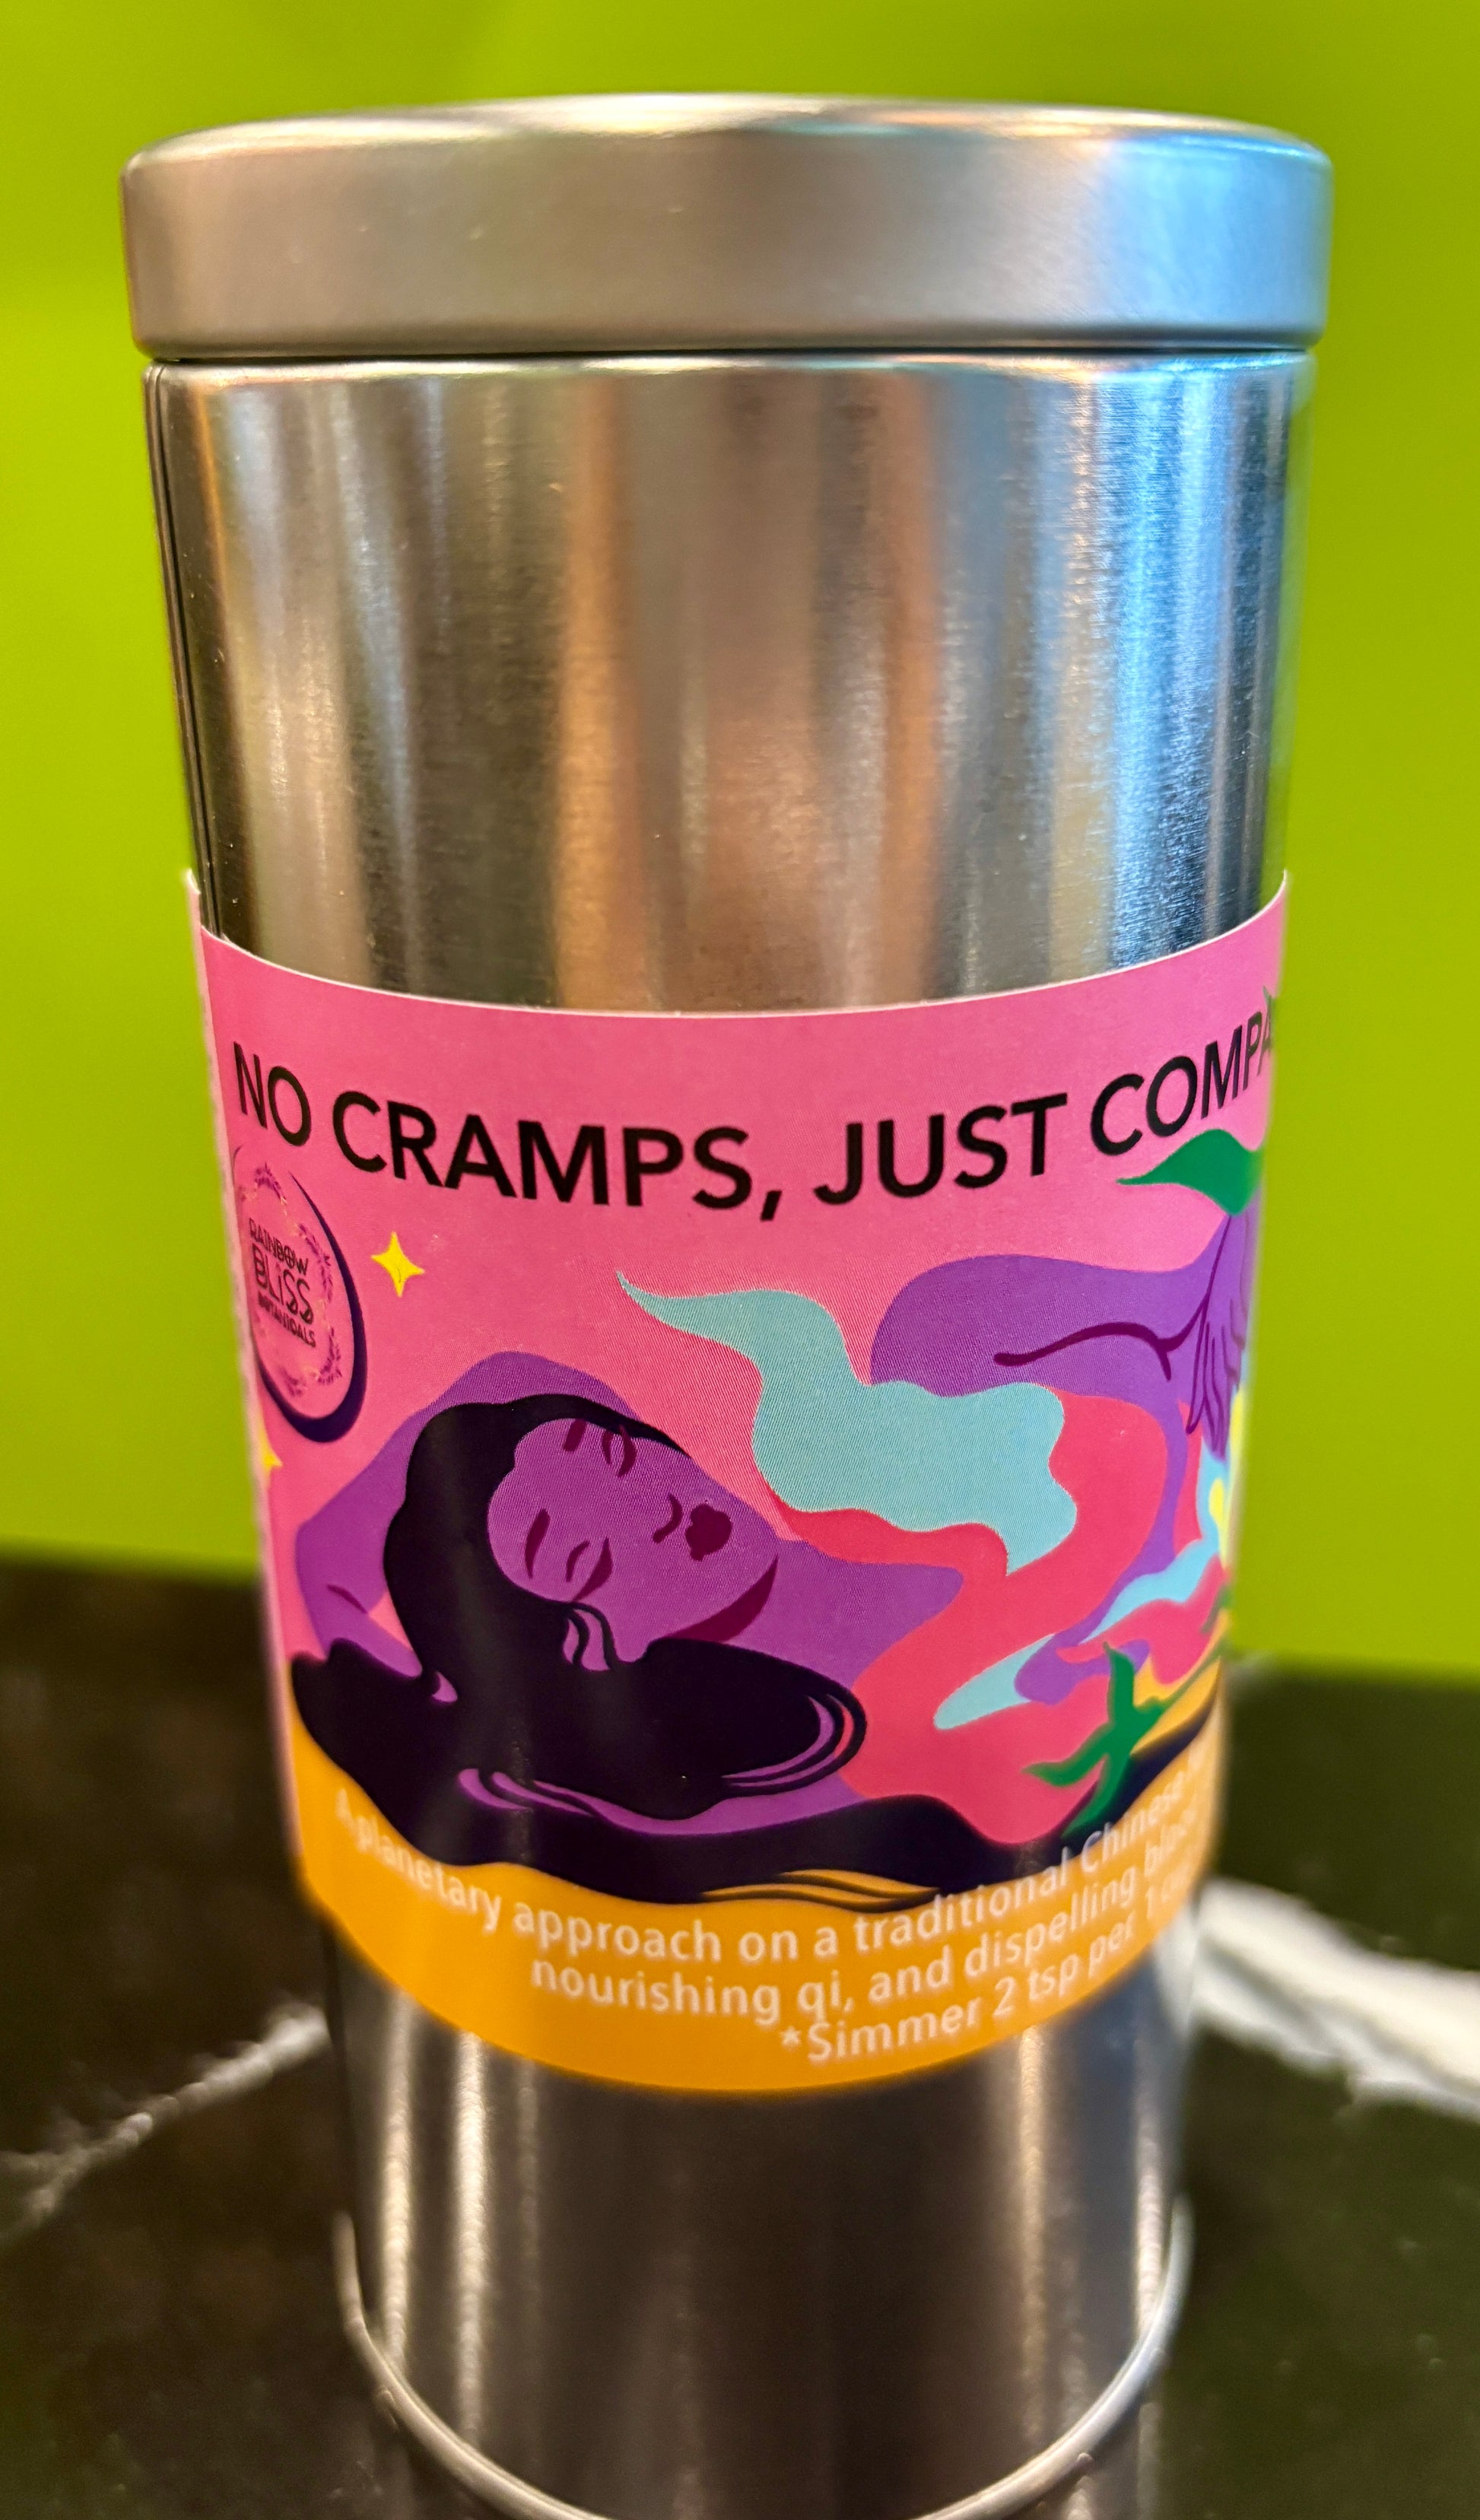 NO CRAMPS, JUST COMPA
RAINBOW
BLiSS
BOTANICALS
A planetary approach on a traditional Chinese
nourishing qi, and dispelling blood
*Simmer 2 tsp per 1